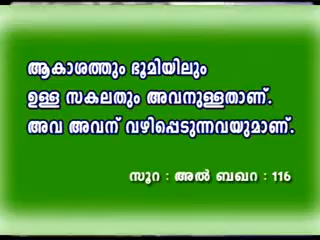 ആകാശത്തും ഭൂമിയിലും
ഉള്ള സകലതും അവനുള്ളതാണ്.
അവ അവന് വഴിപ്പെടുന്നവയുമാണ്.
സൂറ : അൽ ബഖറ : 116